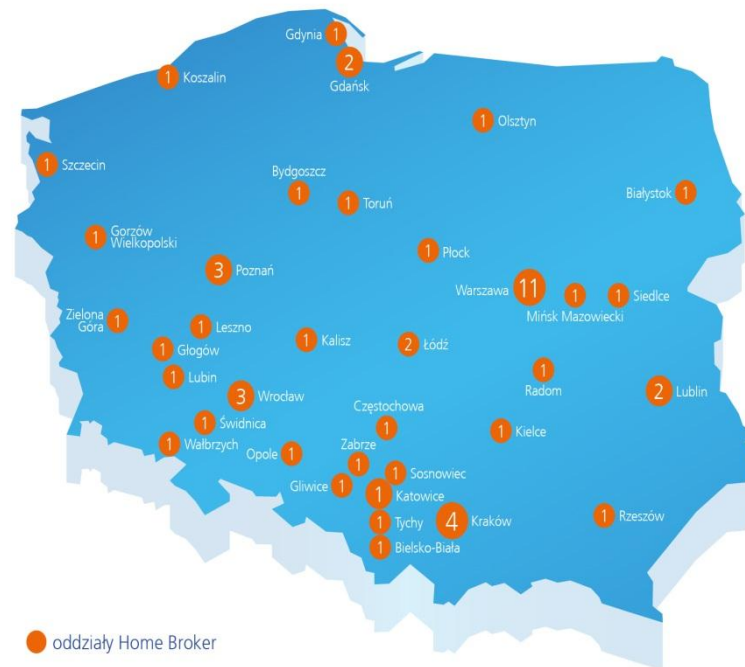 Gdynia 1
2
Gdańsk
1 Koszalin
1 Olsztyn
Szczecin
1
Bydgoszcz
1
1 Toruń
Białystok 1
1 Gorzów
Wielkopolski
1 Płock
3 Poznań
Warszawa 11
1
Mińsk Mazowiecki
1 Siedlce
Zielona
Góra 1
1 Leszno
1 Głogów
1 Kalisz
2 Łódź
1 Lubin
1
Radom
2 Lublin
3 Wrocław
Częstochowa
1
1 Świdnica
1 Kielce
1 Wałbrzych
Opole 1
Zabrze
1
1 Sosnowiec
Gliwice 1
1 Katowice
1 Tychy
4 Kraków
1 Rzeszów
1 Bielsko-Biała
oddziały Home Broker